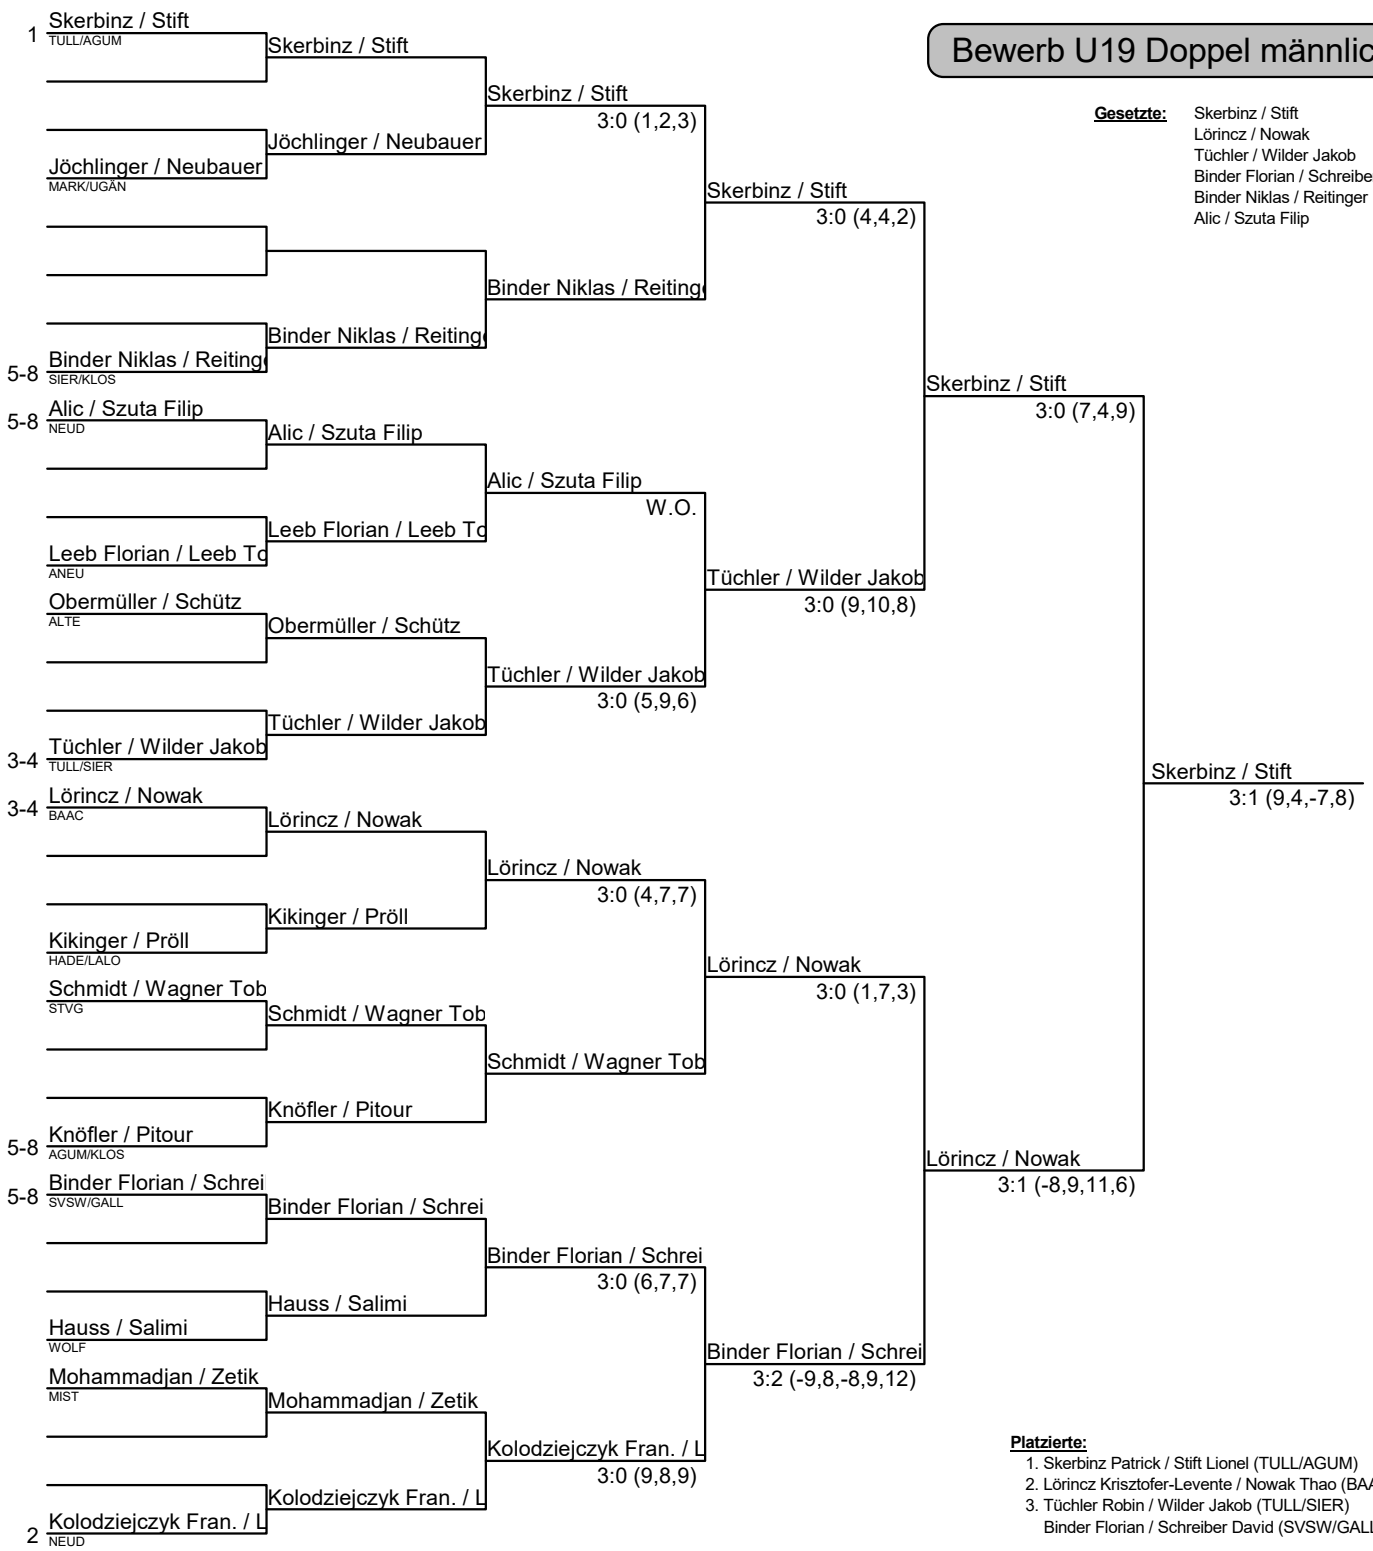 Bewerb U19 Doppel männlic
Gesetzte:
Skerbinz / Stift
Lörincz / Nowak
Tüchler / Wilder Jakob
Binder Florian / Schreiber
Binder Niklas / Reitinger
Alic / Szuta Filip
1 Skerbinz / Stift
TULL/AGUM
Jöchlinger / Neubauer
MARK/UGÄN
5-8 Binder Niklas / Reitinge
SIER/KLOS
5-8 Alic / Szuta Filip
NEUD
Leeb Florian / Leeb To
ANEU
Obermüller / Schütz
ALTE
3-4 Tüchler / Wilder Jakob
TULL/SIER
3-4 Lörincz / Nowak
BAAC
Kikinger / Pröll
HADE/LALO
Schmidt / Wagner Tob
STVG
5-8 Knöfler / Pitour
AGUM/KLOS
5-8 Binder Florian / Schrei
SVSW/GALL
Hauss / Salimi
WOLF
Mohammadjan / Zetik
MIST
2 Kolodziejczyk Fran. / L
NEUD
Skerbinz / Stift
Jöchlinger / Neubauer
Binder Niklas / Reitinge
Alic / Szuta Filip
Leeb Florian / Leeb To
Obermüller / Schütz
Tüchler / Wilder Jakob
Lörincz / Nowak
Kikinger / Pröll
Schmidt / Wagner Tob
Knöfler / Pitour
Binder Florian / Schrei
Hauss / Salimi
Mohammadjan / Zetik
Kolodziejczyk Fran. / L
Skerbinz / Stift
3:0 (1,2,3)
Binder Niklas / Reitinge
Alic / Szuta Filip
W.O.
Tüchler / Wilder Jakob
3:0 (5,9,6)
Lörincz / Nowak
3:0 (4,7,7)
Schmidt / Wagner Tob
Binder Florian / Schrei
3:0 (6,7,7)
Kolodziejczyk Fran. / L
3:0 (9,8,9)
Skerbinz / Stift
3:0 (4,4,2)
Tüchler / Wilder Jakob
3:0 (9,10,8)
Lörincz / Nowak
3:0 (1,7,3)
Binder Florian / Schrei
3:2 (-9,8,-8,9,12)
Skerbinz / Stift
3:0 (7,4,9)
Lörincz / Nowak
3:1 (-8,9,11,6)
Skerbinz / Stift
3:1 (9,4,-7,8)
Platzierte:
1. Skerbinz Patrick / Stift Lionel (TULL/AGUM)
2. Lörincz Krisztofer-Levente / Nowak Thao (BAA
3. Tüchler Robin / Wilder Jakob (TULL/SIER)
Binder Florian / Schreiber David (SVSW/GALL